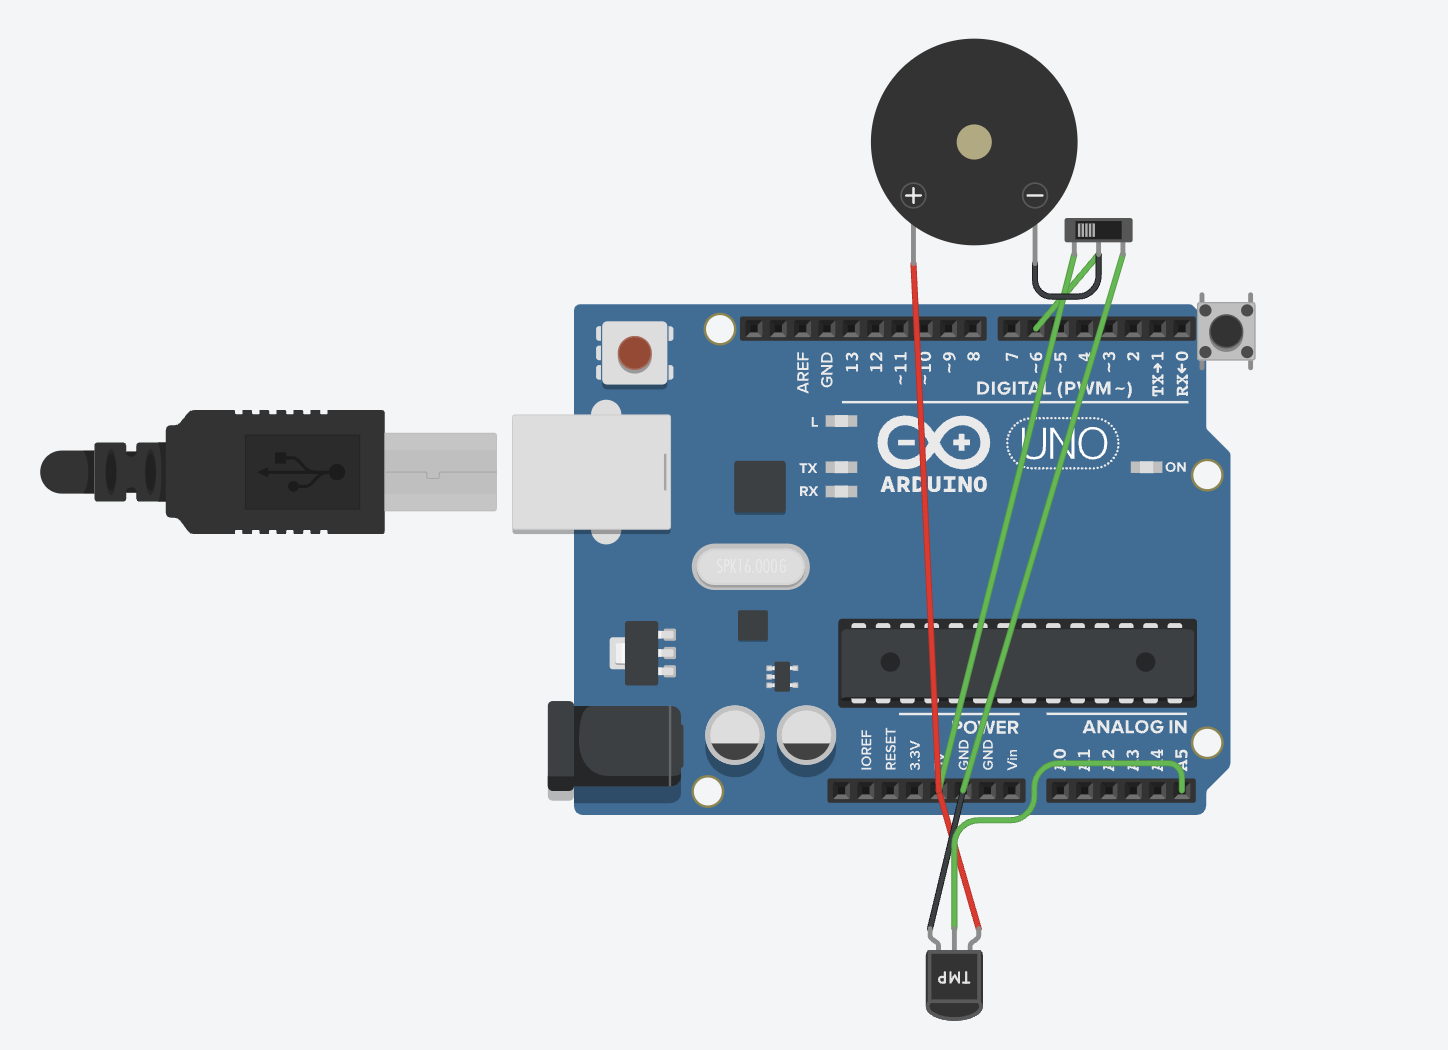 AREF
GND
13
12
~11
~10
~9
8
7
~6
~5
4
~3
2
TX→1
RX←0
DIGITAL (PWM~)
L
TX
RX
UNO
ON
ARDUINO
SPK16.000G
POWER
ANALOG IN
IOREF
RESET
3.3V
GND
GND
Vin
A0
A1
A2
A3
A4
A5
TMP